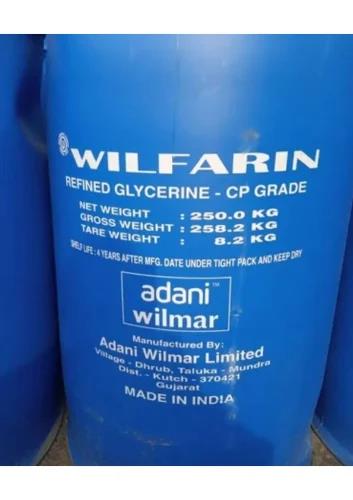 WILFARIN
REFINED GLYCERINE - CP GRADE
NET WEIGHT : 250.0 KG
GROSS WEIGHT : 258.2 KG
TARE WEIGHT : 8.2 KG
SHELF LIFE : 4 YEARS AFTER MFG. DATE UNDER TIGHT PACK AND KEEP DRY
adani™
wilmar
Manufactured By:
Adani Wilmar Limited
Village - Dhrub, Taluka - Mundra
Dist. - Kutch - 370421
Gujarat
MADE IN INDIA